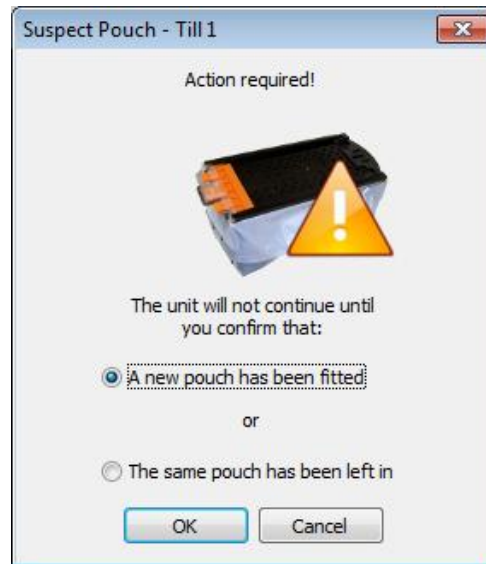 Suspect Pouch - Till 1
Action required!
The unit will not continue until
you confirm that:
A new pouch has been fitted
or
The same pouch has been left in
OK
Cancel